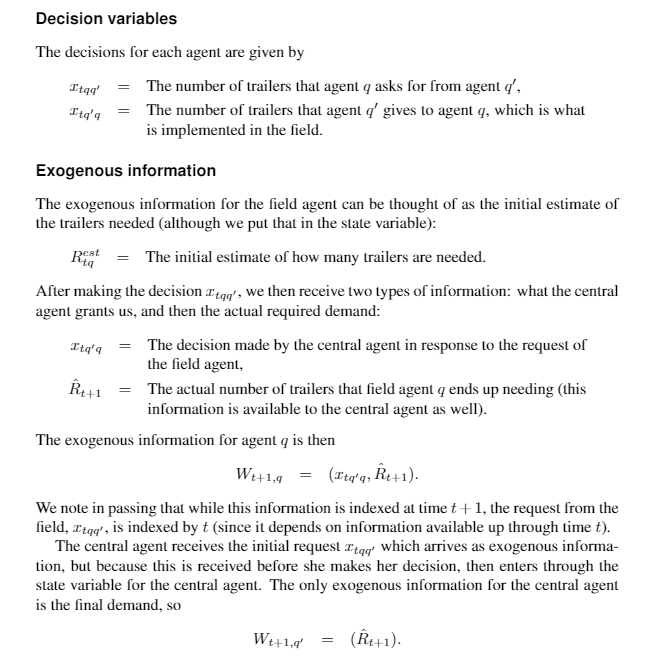 Decision variables
The decisions for each agent are given by
x_{tqq'} = The number of trailers that agent q asks for from agent q',
x_{tq'q} = The number of trailers that agent q' gives to agent q, which is what
is implemented in the field.
Exogenous information
The exogenous information for the field agent can be thought of as the initial estimate of
the trailers needed (although we put that in the state variable):
R^{est}_{tq} = The initial estimate of how many trailers are needed.
After making the decision x_{tqq'}, we then receive two types of information: what the central
agent grants us, and then the actual required demand:
x_{tq'q} = The decision made by the central agent in response to the request of
the field agent,
R̂_{t+1} = The actual number of trailers that field agent q ends up needing (this
information is available to the central agent as well).
The exogenous information for agent q is then
W_{t+1,q} = (x_{tq'q}, R̂_{t+1}).
We note in passing that while this information is indexed at time t + 1, the request from the
field, x_{tqq'}, is indexed by t (since it depends on information available up through time t).
The central agent receives the initial request x_{tqq'} which arrives as exogenous informa-
tion, but because this is received before she makes her decision, then enters through the
state variable for the central agent. The only exogenous information for the central agent
is the final demand, so
W_{t+1,q'} = (R̂_{t+1}).